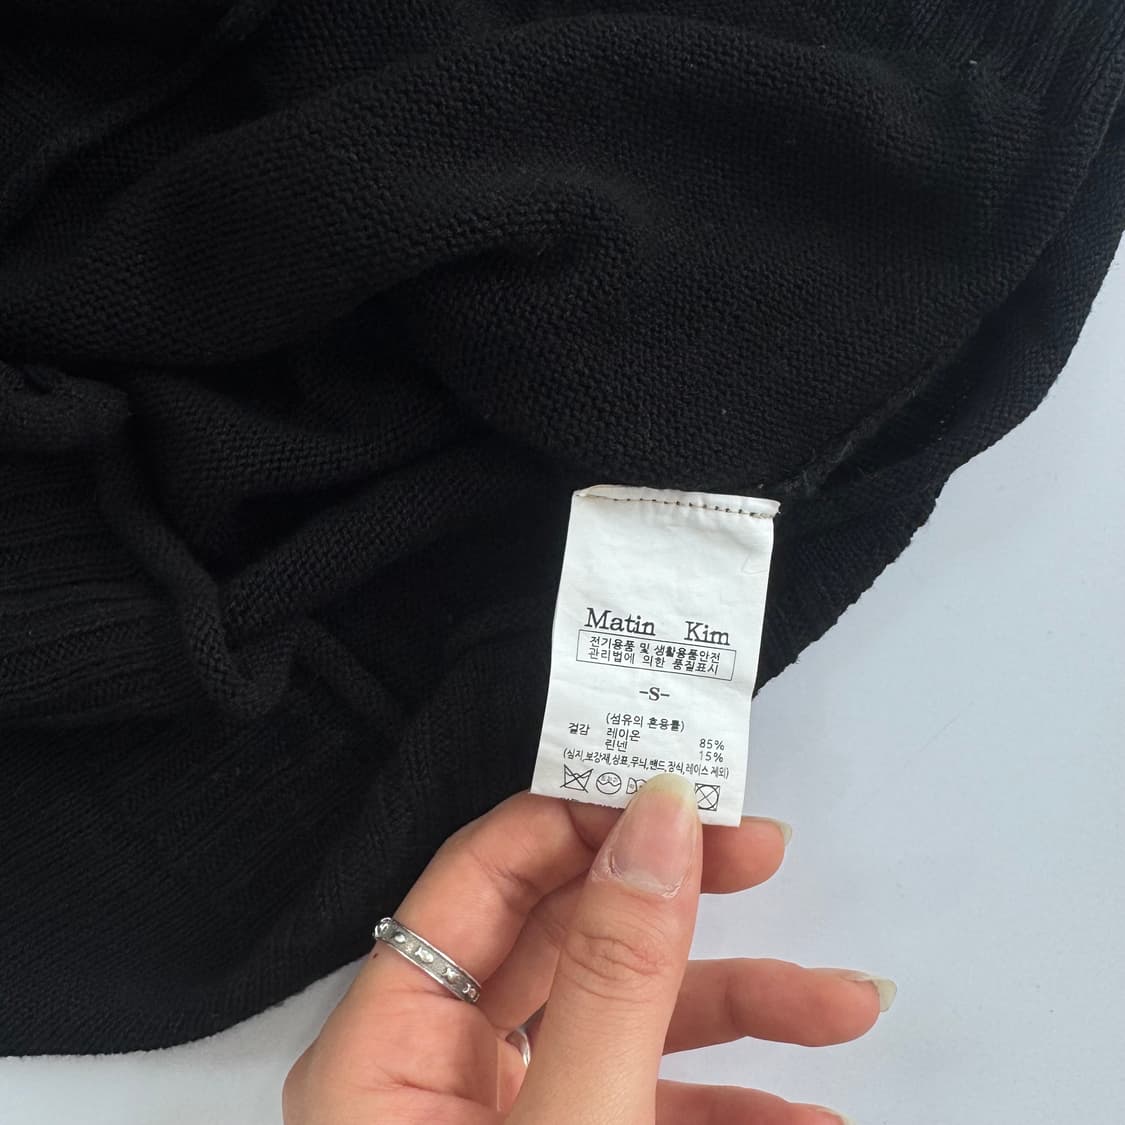 Matin Kim
전기용품 및 생활용품안전
관리법에 의한 품질표시
-S-
(섬유의 혼용률)
겉감 레이온 85%
린넨 15%
(심지,보강재,상표,무늬,밴드,장식,레이스 제외)